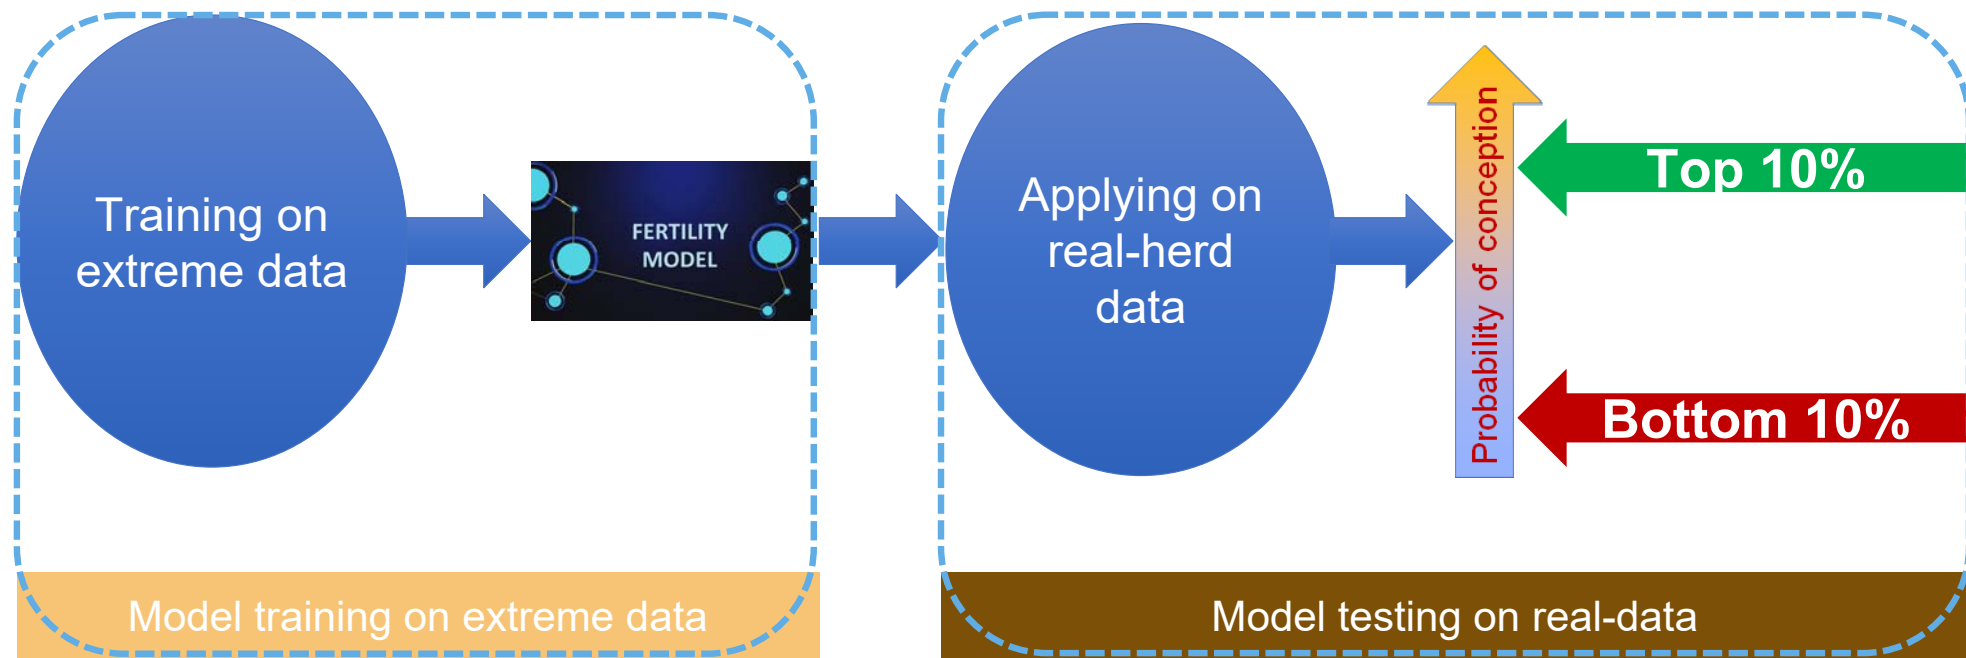 Training on
extreme data
FERTILITY
MODEL
Applying on
real-herd
data
Probability of conception
Top 10%
Bottom 10%
Model training on extreme data
Model testing on real-data